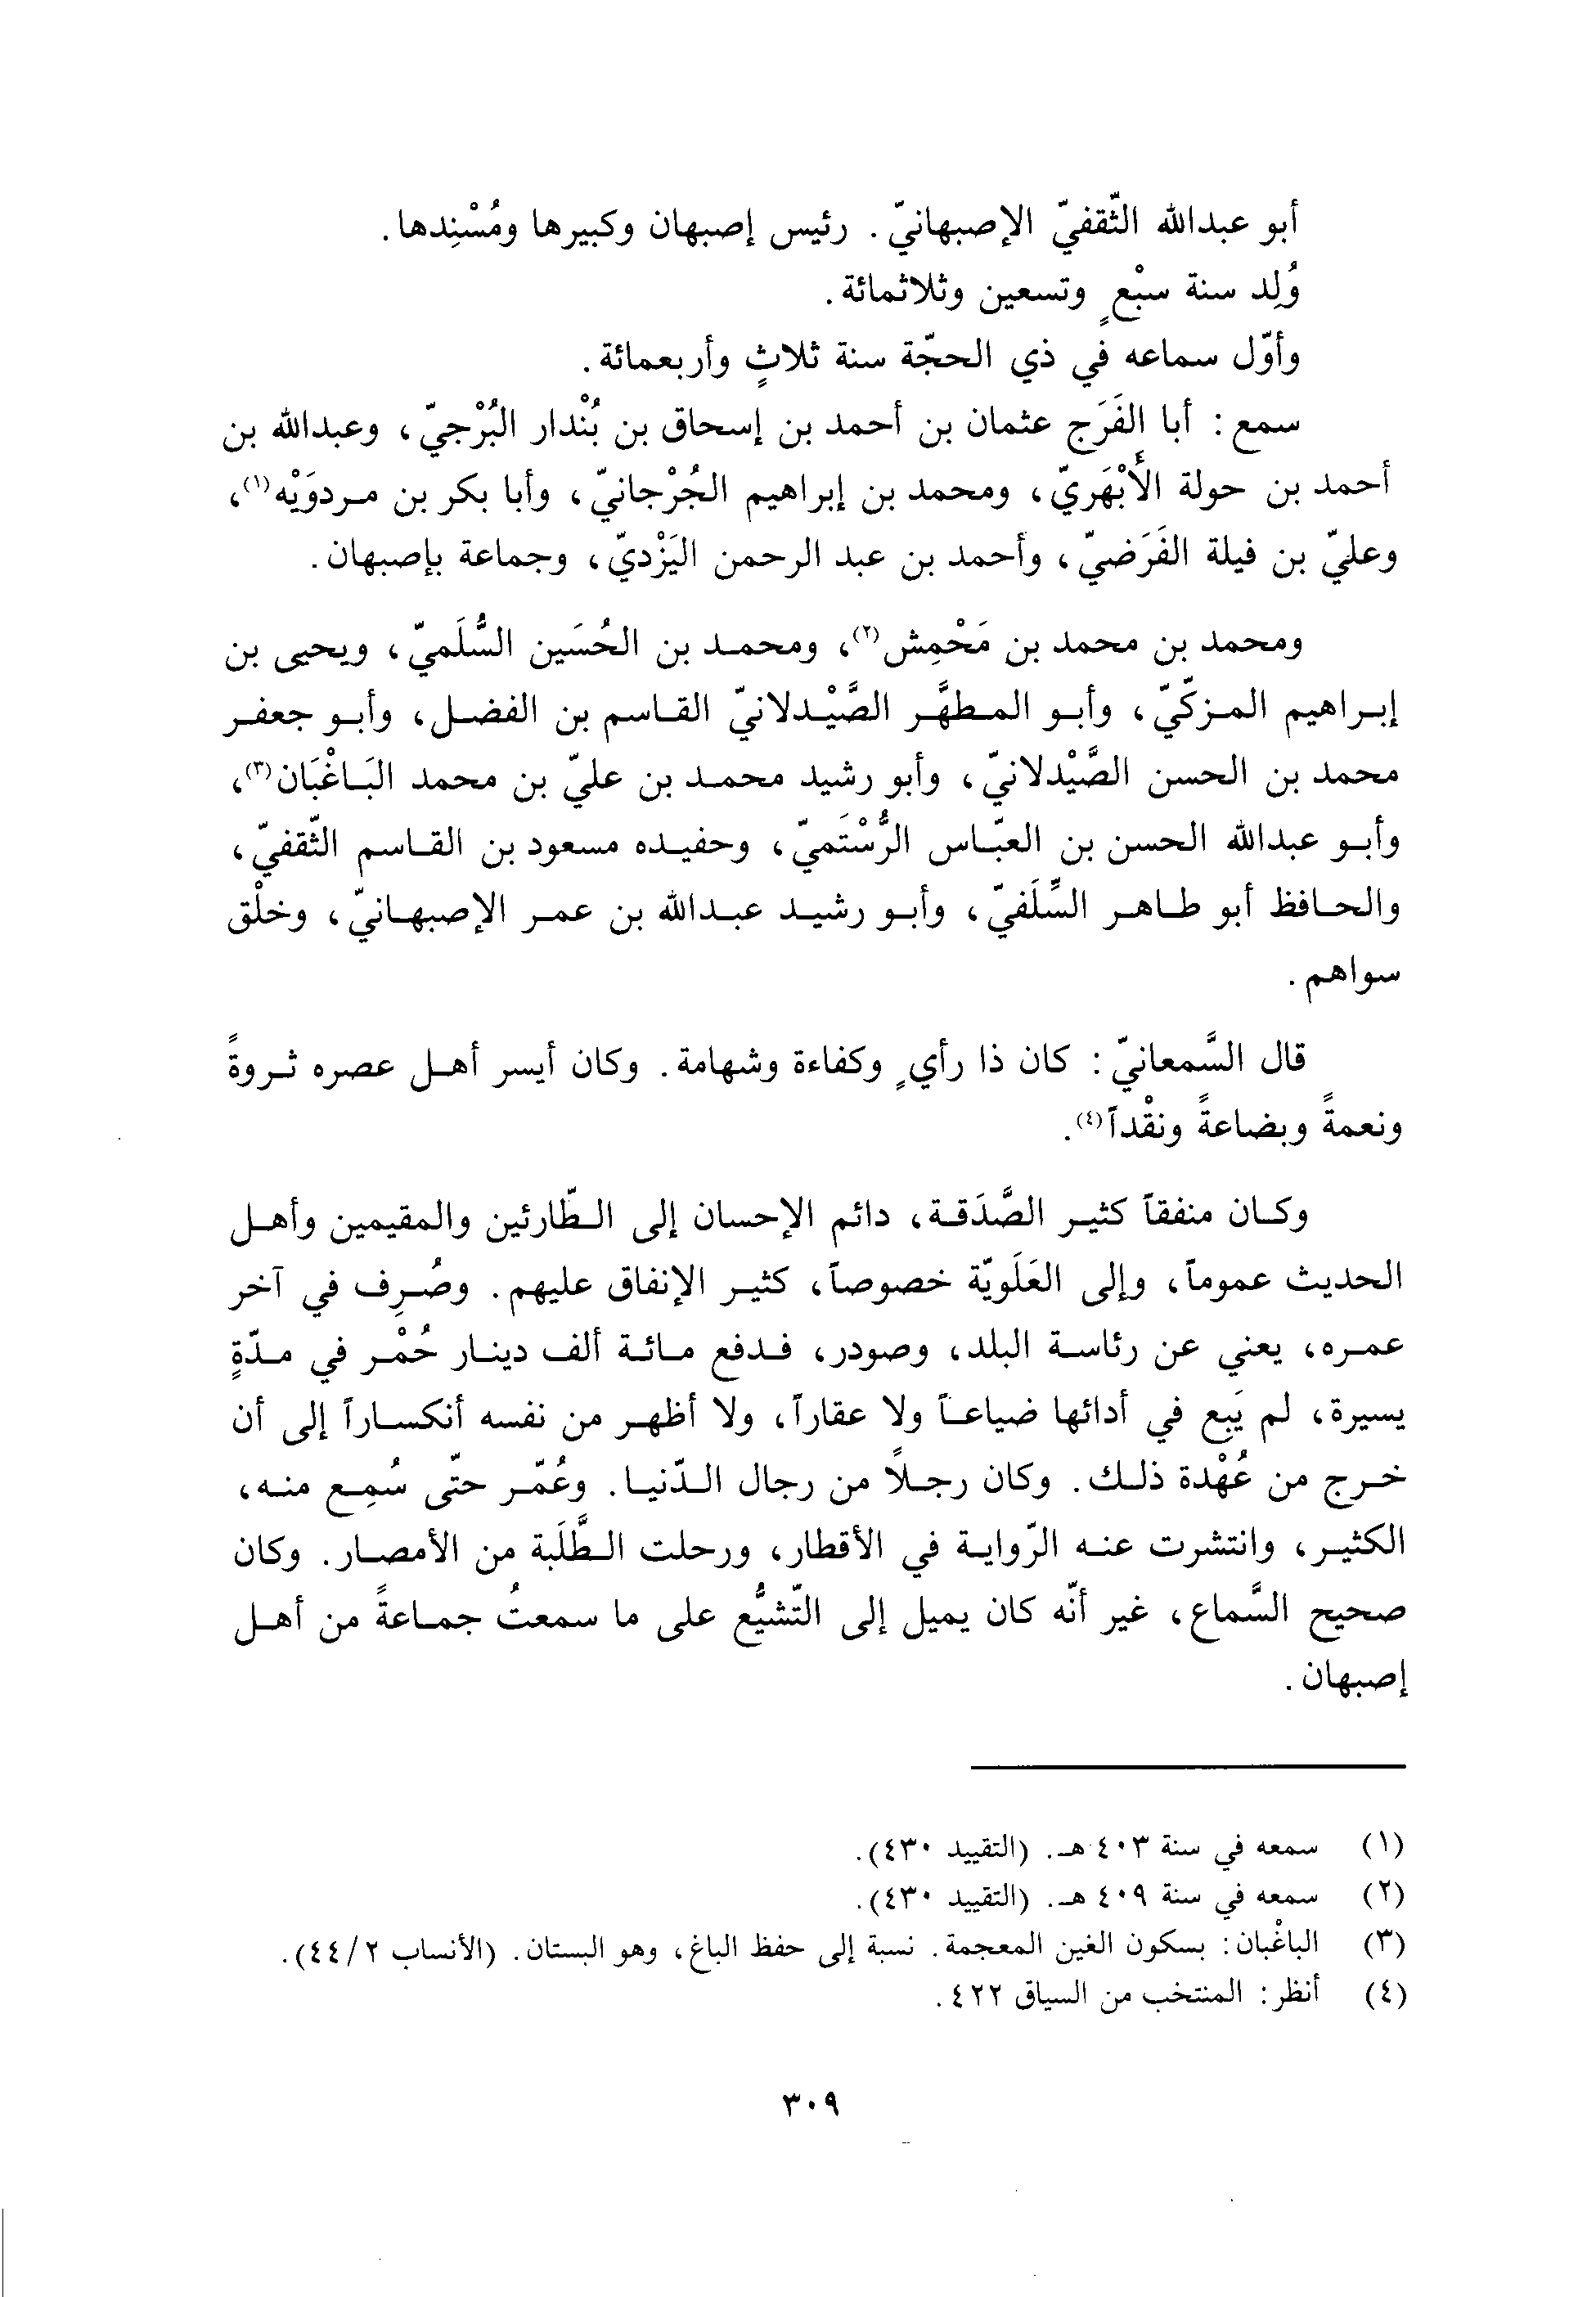 أبو عبدالله الثّقفيّ الإصبهانيّ. رئيس إصبهان وكبيرها ومُسْنِدها.
وُلِد سنة سبْعٍ وتسعين وثلاثمائة.
وأوّل سماعه في ذي الحجّة سنة ثلاثٍ وأربعمائة.
سمع: أبا الفَرَج عثمان بن أحمد بن إسحاق بن بُنْدار البُرْجيّ، وعبدالله بن
أحمد بن حولة الأَبْهَريّ، ومحمد بن إبراهيم الجُرْجانيّ، وأبا بكر بن مردوَيْه(١)،
وعليّ بن فيلة الفَرَضيّ، وأحمد بن عبد الرحمن اليَزْديّ، وجماعة بإصبهان.
ومحمد بن محمد بن مَحْمِش(٢)، ومحمد بن الحُسَين السُّلَميّ، ويحيى بن
إبراهيم المزكّيّ، وأبو المطهَّر الصَّيْدلانيّ القاسم بن الفضل، وأبو جعفر
محمد بن الحسن الصَّيْدلانيّ، وأبو رشيد محمد بن عليّ بن محمد البَاغْبَان(٣)،
وأبو عبدالله الحسن بن العبّاس الرُّسْتَميّ، وحفيده مسعود بن القاسم الثّقفيّ،
والحافظ أبو طاهر السِّلَفيّ، وأبو رشيد عبدالله بن عمر الإصبهانيّ، وخلْق
سواهم.
قال السَّمعانيّ: كان ذا رأيٍ وكفاءة وشهامة. وكان أيسر أهل عصره ثروةً
ونعمةً وبضاعةً ونقْداً(٤).
وكان منفقاً كثير الصَّدَقة، دائم الإحسان إلى الطّارئين والمقيمين وأهل
الحديث عموماً، وإلى العَلَويّة خصوصاً، كثير الإنفاق عليهم. وصُرِف في آخر
عمره، يعني عن رئاسة البلد، وصودر، فدفع مائة ألف دينار حُمْر في مدّةٍ
يسيرة، لم يَبِع في أدائها ضياعاً ولا عقاراً، ولا أظهر من نفسه أنكساراً إلى أن
خرج من عُهْدة ذلك. وكان رجلاً من رجال الدّنيا. وعُمّر حتّى سُمِع منه،
الكثير، وانتشرت عنه الرّواية في الأقطار، ورحلت الطَّلَبة من الأمصار. وكان
صحيح السَّماع، غير أنّه كان يميل إلى التّشيُّع على ما سمعتُ جماعةً من أهل
إصبهان.
(١) سمعه في سنة ٤٠٣ هـ. (التقييد ٤٣٠).
(٢) سمعه في سنة ٤٠٩ هـ. (التقييد ٤٣٠).
(٣) الباغْبان: بسكون الغين المعجمة. نسبة إلى حفظ الباغ، وهو البستان. (الأنساب ٤٤/٢).
(٤) أنظر: المنتخب من السياق ٤٢٢.
٣٠٩